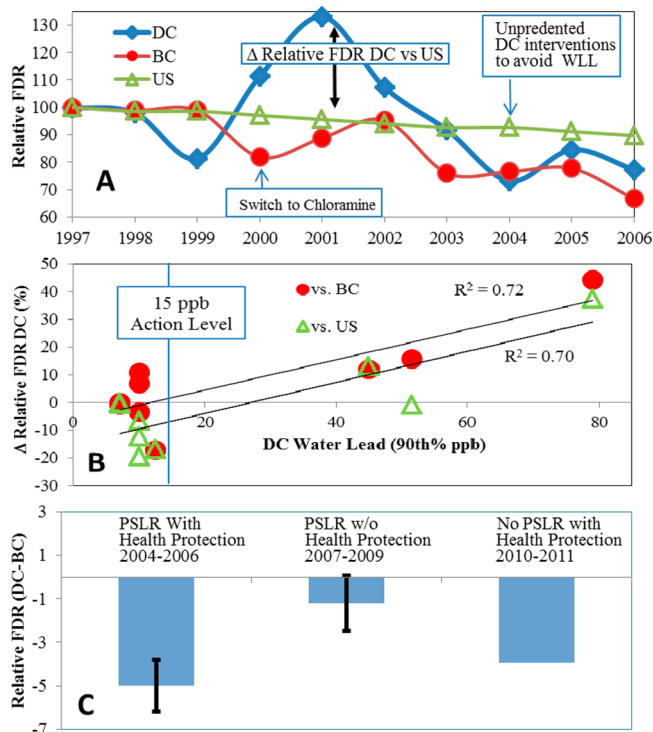 130
120
110
100
90
80
70
60
Relative FDR
DC
BC
US
Δ Relative FDR DC vs US
Unpredented
DC interventions
to avoid WLL
A
Switch to Chloramine
1997 1998 1999 2000 2001 2002 2003 2004 2005 2006
50
40
30
20
10
0
-10
-20
-30
Δ Relative FDR DC (%)
15 ppb
Action Level
vs. BC
vs. US
R² = 0.72
R² = 0.70
0 20 40 60 80
DC Water Lead (90th% ppb)
B
3
1
-1
-3
-5
-7
Relative FDR (DC-BC)
PSLR With
Health Protection
2004-2006
PSLR w/o
Health Protection
2007-2009
No PSLR with
Health Protection
2010-2011
C